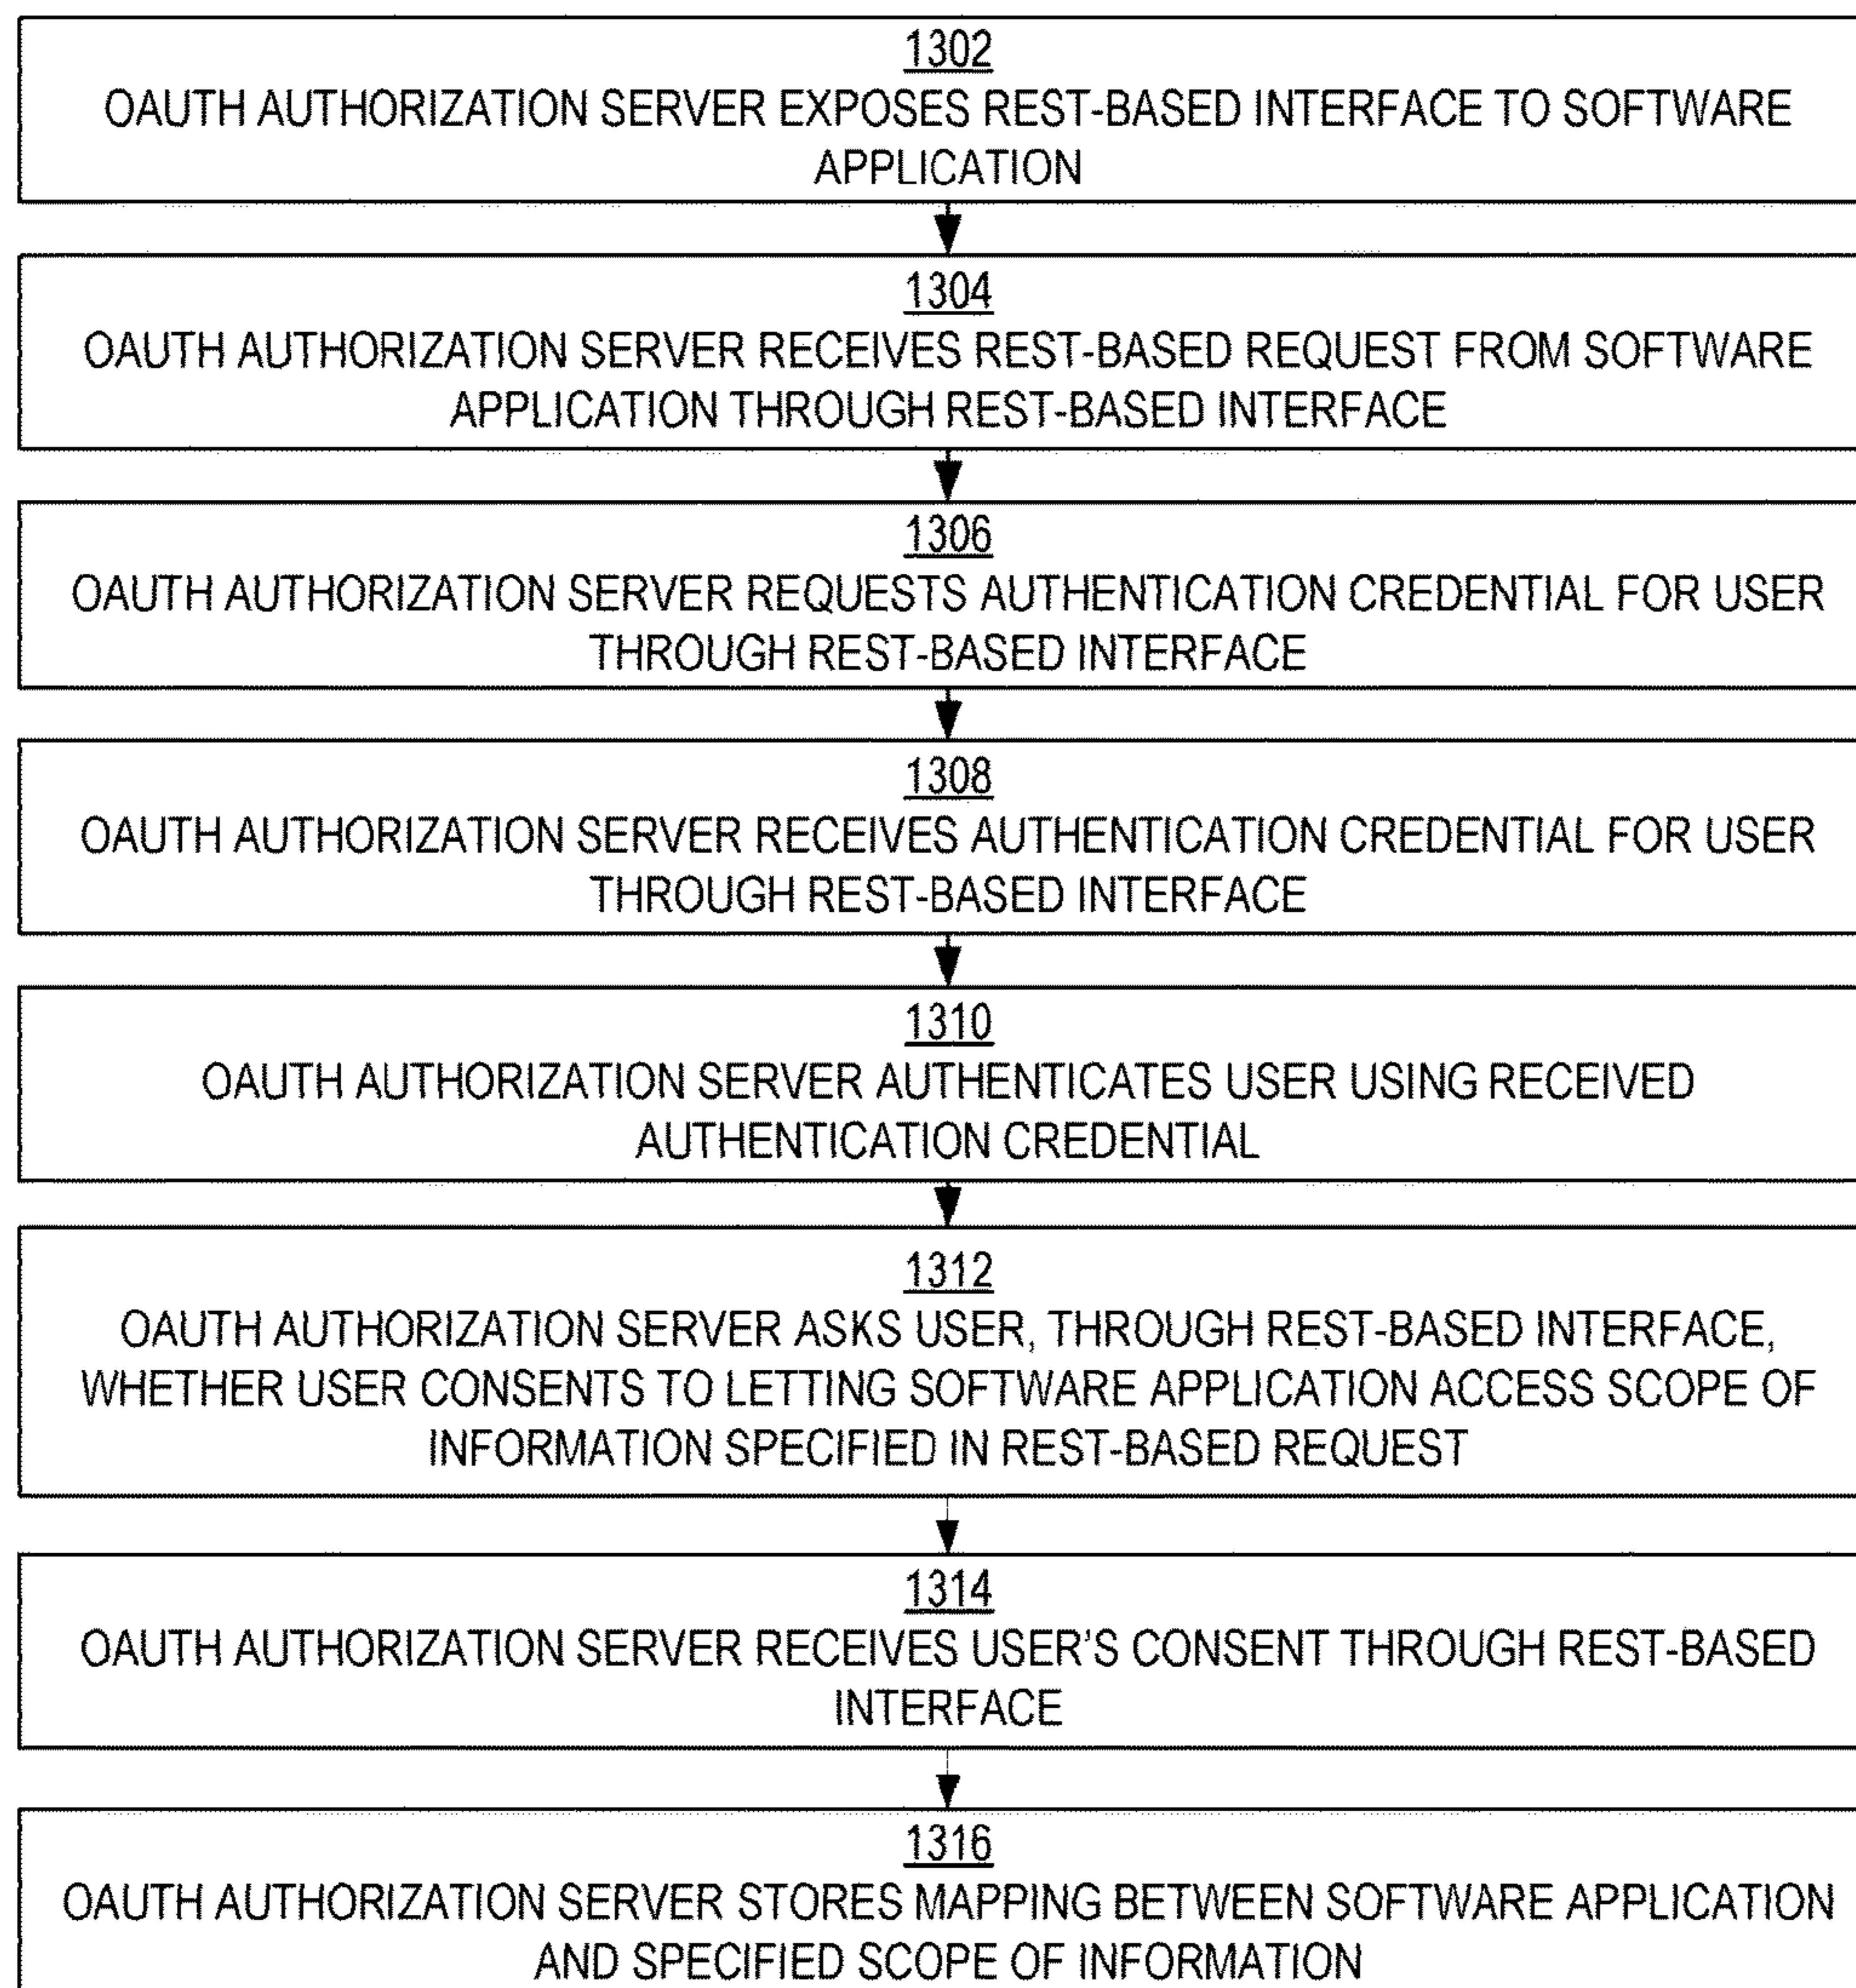 1302
OAUTH AUTHORIZATION SERVER EXPOSES REST-BASED INTERFACE TO SOFTWARE
APPLICATION
1304
OAUTH AUTHORIZATION SERVER RECEIVES REST-BASED REQUEST FROM SOFTWARE
APPLICATION THROUGH REST-BASED INTERFACE
1306
OAUTH AUTHORIZATION SERVER REQUESTS AUTHENTICATION CREDENTIAL FOR USER
THROUGH REST-BASED INTERFACE
1308
OAUTH AUTHORIZATION SERVER RECEIVES AUTHENTICATION CREDENTIAL FOR USER
THROUGH REST-BASED INTERFACE
1310
OAUTH AUTHORIZATION SERVER AUTHENTICATES USER USING RECEIVED
AUTHENTICATION CREDENTIAL
1312
OAUTH AUTHORIZATION SERVER ASKS USER, THROUGH REST-BASED INTERFACE,
WHETHER USER CONSENTS TO LETTING SOFTWARE APPLICATION ACCESS SCOPE OF
INFORMATION SPECIFIED IN REST-BASED REQUEST
1314
OAUTH AUTHORIZATION SERVER RECEIVES USER'S CONSENT THROUGH REST-BASED
INTERFACE
1316
OAUTH AUTHORIZATION SERVER STORES MAPPING BETWEEN SOFTWARE APPLICATION
AND SPECIFIED SCOPE OF INFORMATION